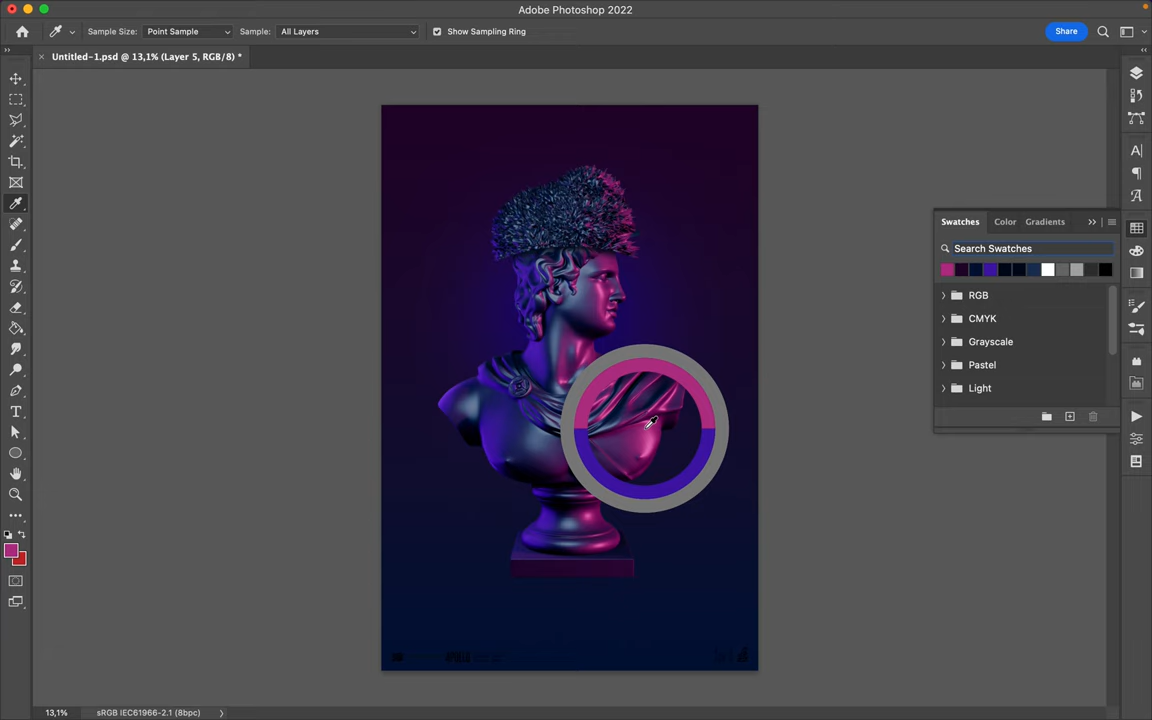 Adobe Photoshop 2022
Sample Size: Point Sample Sample: All Layers Show Sampling Ring Share
Untitled-1.psd @ 13,1% (Layer 5, RGB/8) *
Swatches Color Gradients
Search Swatches
RGB
CMYK
Grayscale
Pastel
Light
13,1% sRGB IEC61966-2.1 (8bpc)